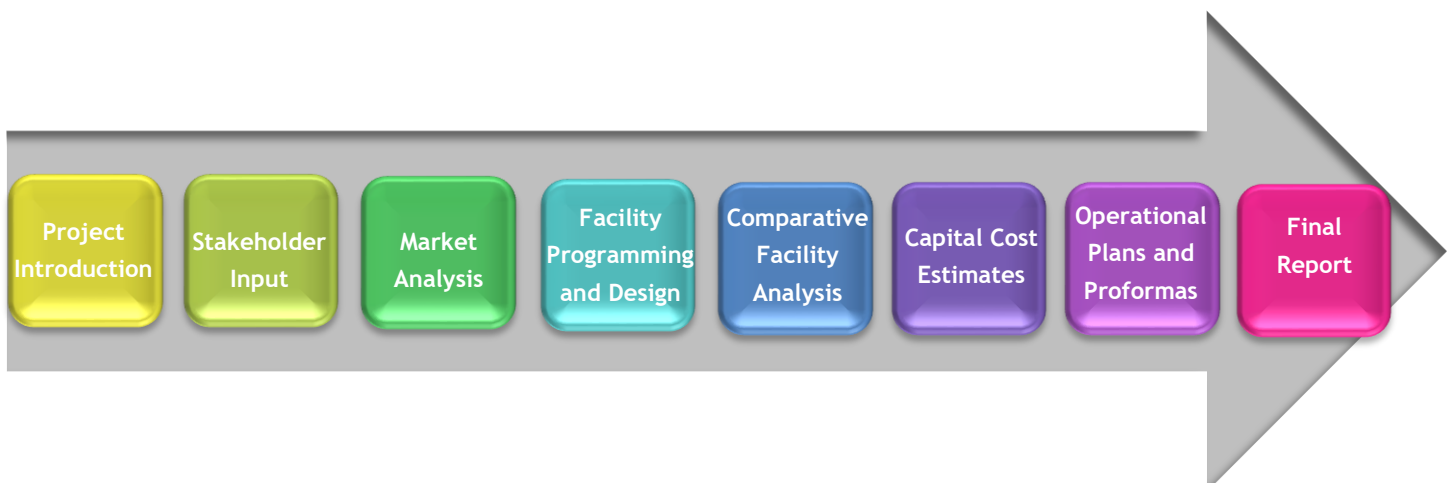 Project
Introduction
Stakeholder
Input
Market
Analysis
Facility
Programming
and Design
Comparative
Facility
Analysis
Capital Cost
Estimates
Operational
Plans and
Proformas
Final
Report